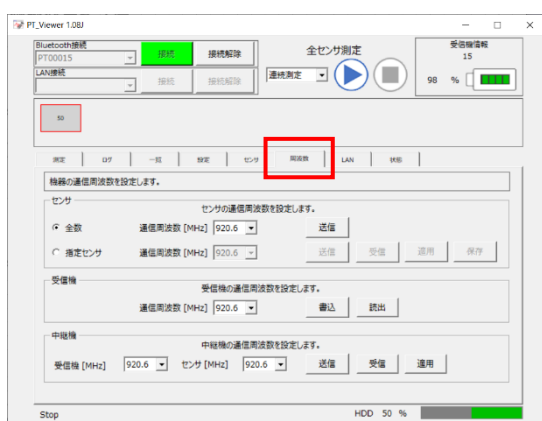 PT_Viewer 1.08J
Bluetooth接続
PT00015 接続 接続解除
LAN接続
接続 接続解除
全センサ測定
連続測定
受信機情報
15
98 %
50
測定 ログ 一覧 設定 センサ 周波数 LAN 状態
機器の通信周波数を設定します。
センサ
センサの通信周波数を設定します。
全数 通信周波数 [MHz] 920.6 送信
指定センサ 通信周波数 [MHz] 920.6 送信 受信 適用 保存
受信機
受信機の通信周波数を設定します。
通信周波数 [MHz] 920.6 書込 読出
中継機
中継機の通信周波数を設定します。
受信機 [MHz] 920.6 センサ [MHz] 920.6 送信 受信 適用
Stop HDD 50 %